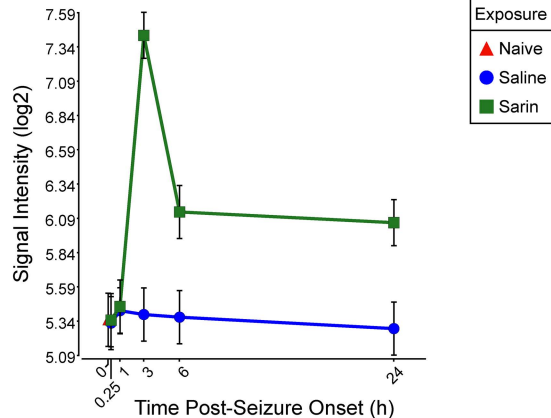 Exposure
Naive
Saline
Sarin
Signal Intensity (log2)
7.59
7.34
7.09
6.84
6.59
6.34
6.09
5.84
5.59
5.34
5.09
0 0.25 1 3 6 24
Time Post-Seizure Onset (h)